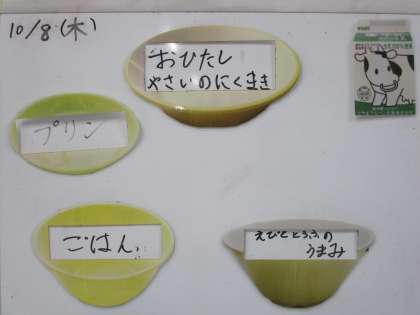 10/8(木)
おひたし
やさいのにくまき
プリン
ごはん
えびととうふの
うまみ